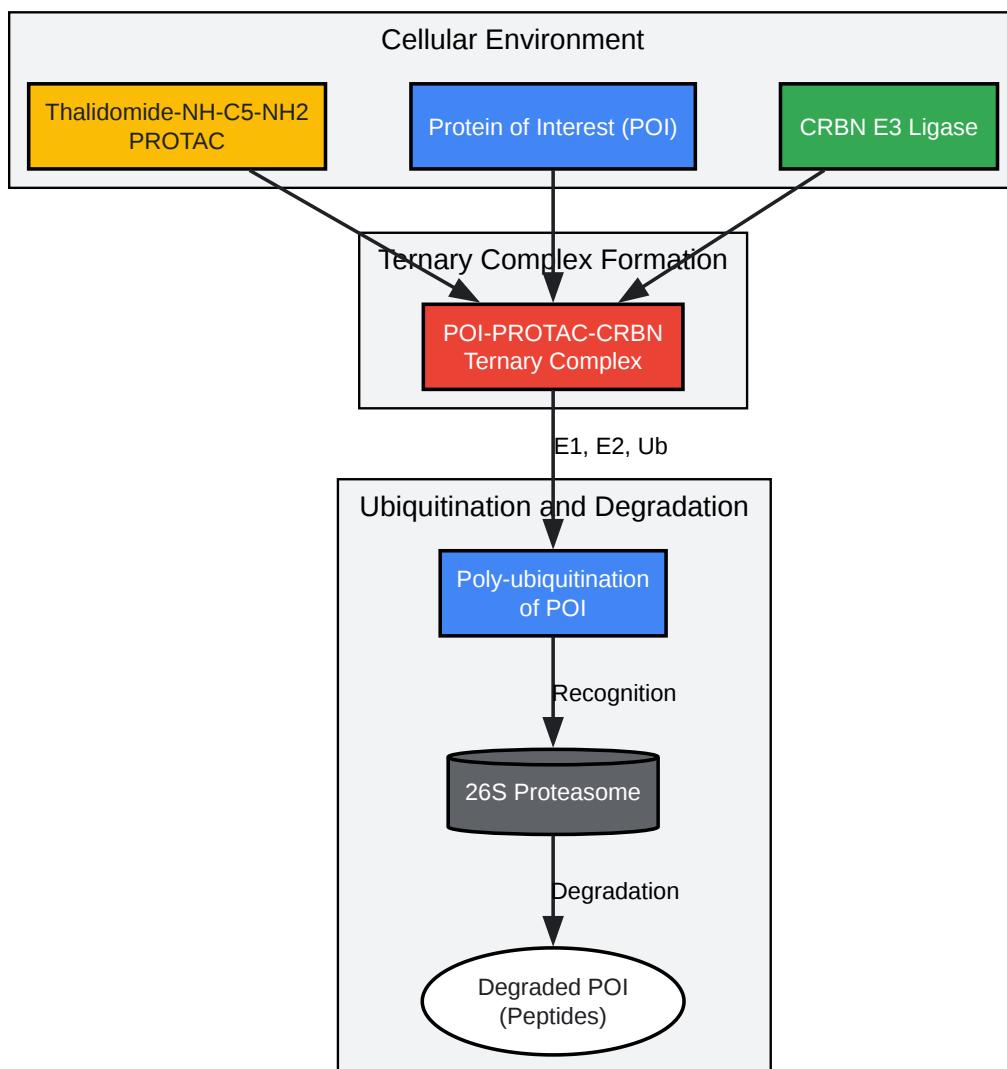 Cellular Environment
Thalidomide-NH-C5-NH2
PROTAC
Protein of Interest (POI)
CRBN E3 Ligase
Ternary Complex Formation
POI-PROTAC-CRBN
Ternary Complex
E1, E2, Ub
Ubiquitination and Degradation
Poly-ubiquitination
of POI
Recognition
26S Proteasome
Degradation
Degraded POI
(Peptides)